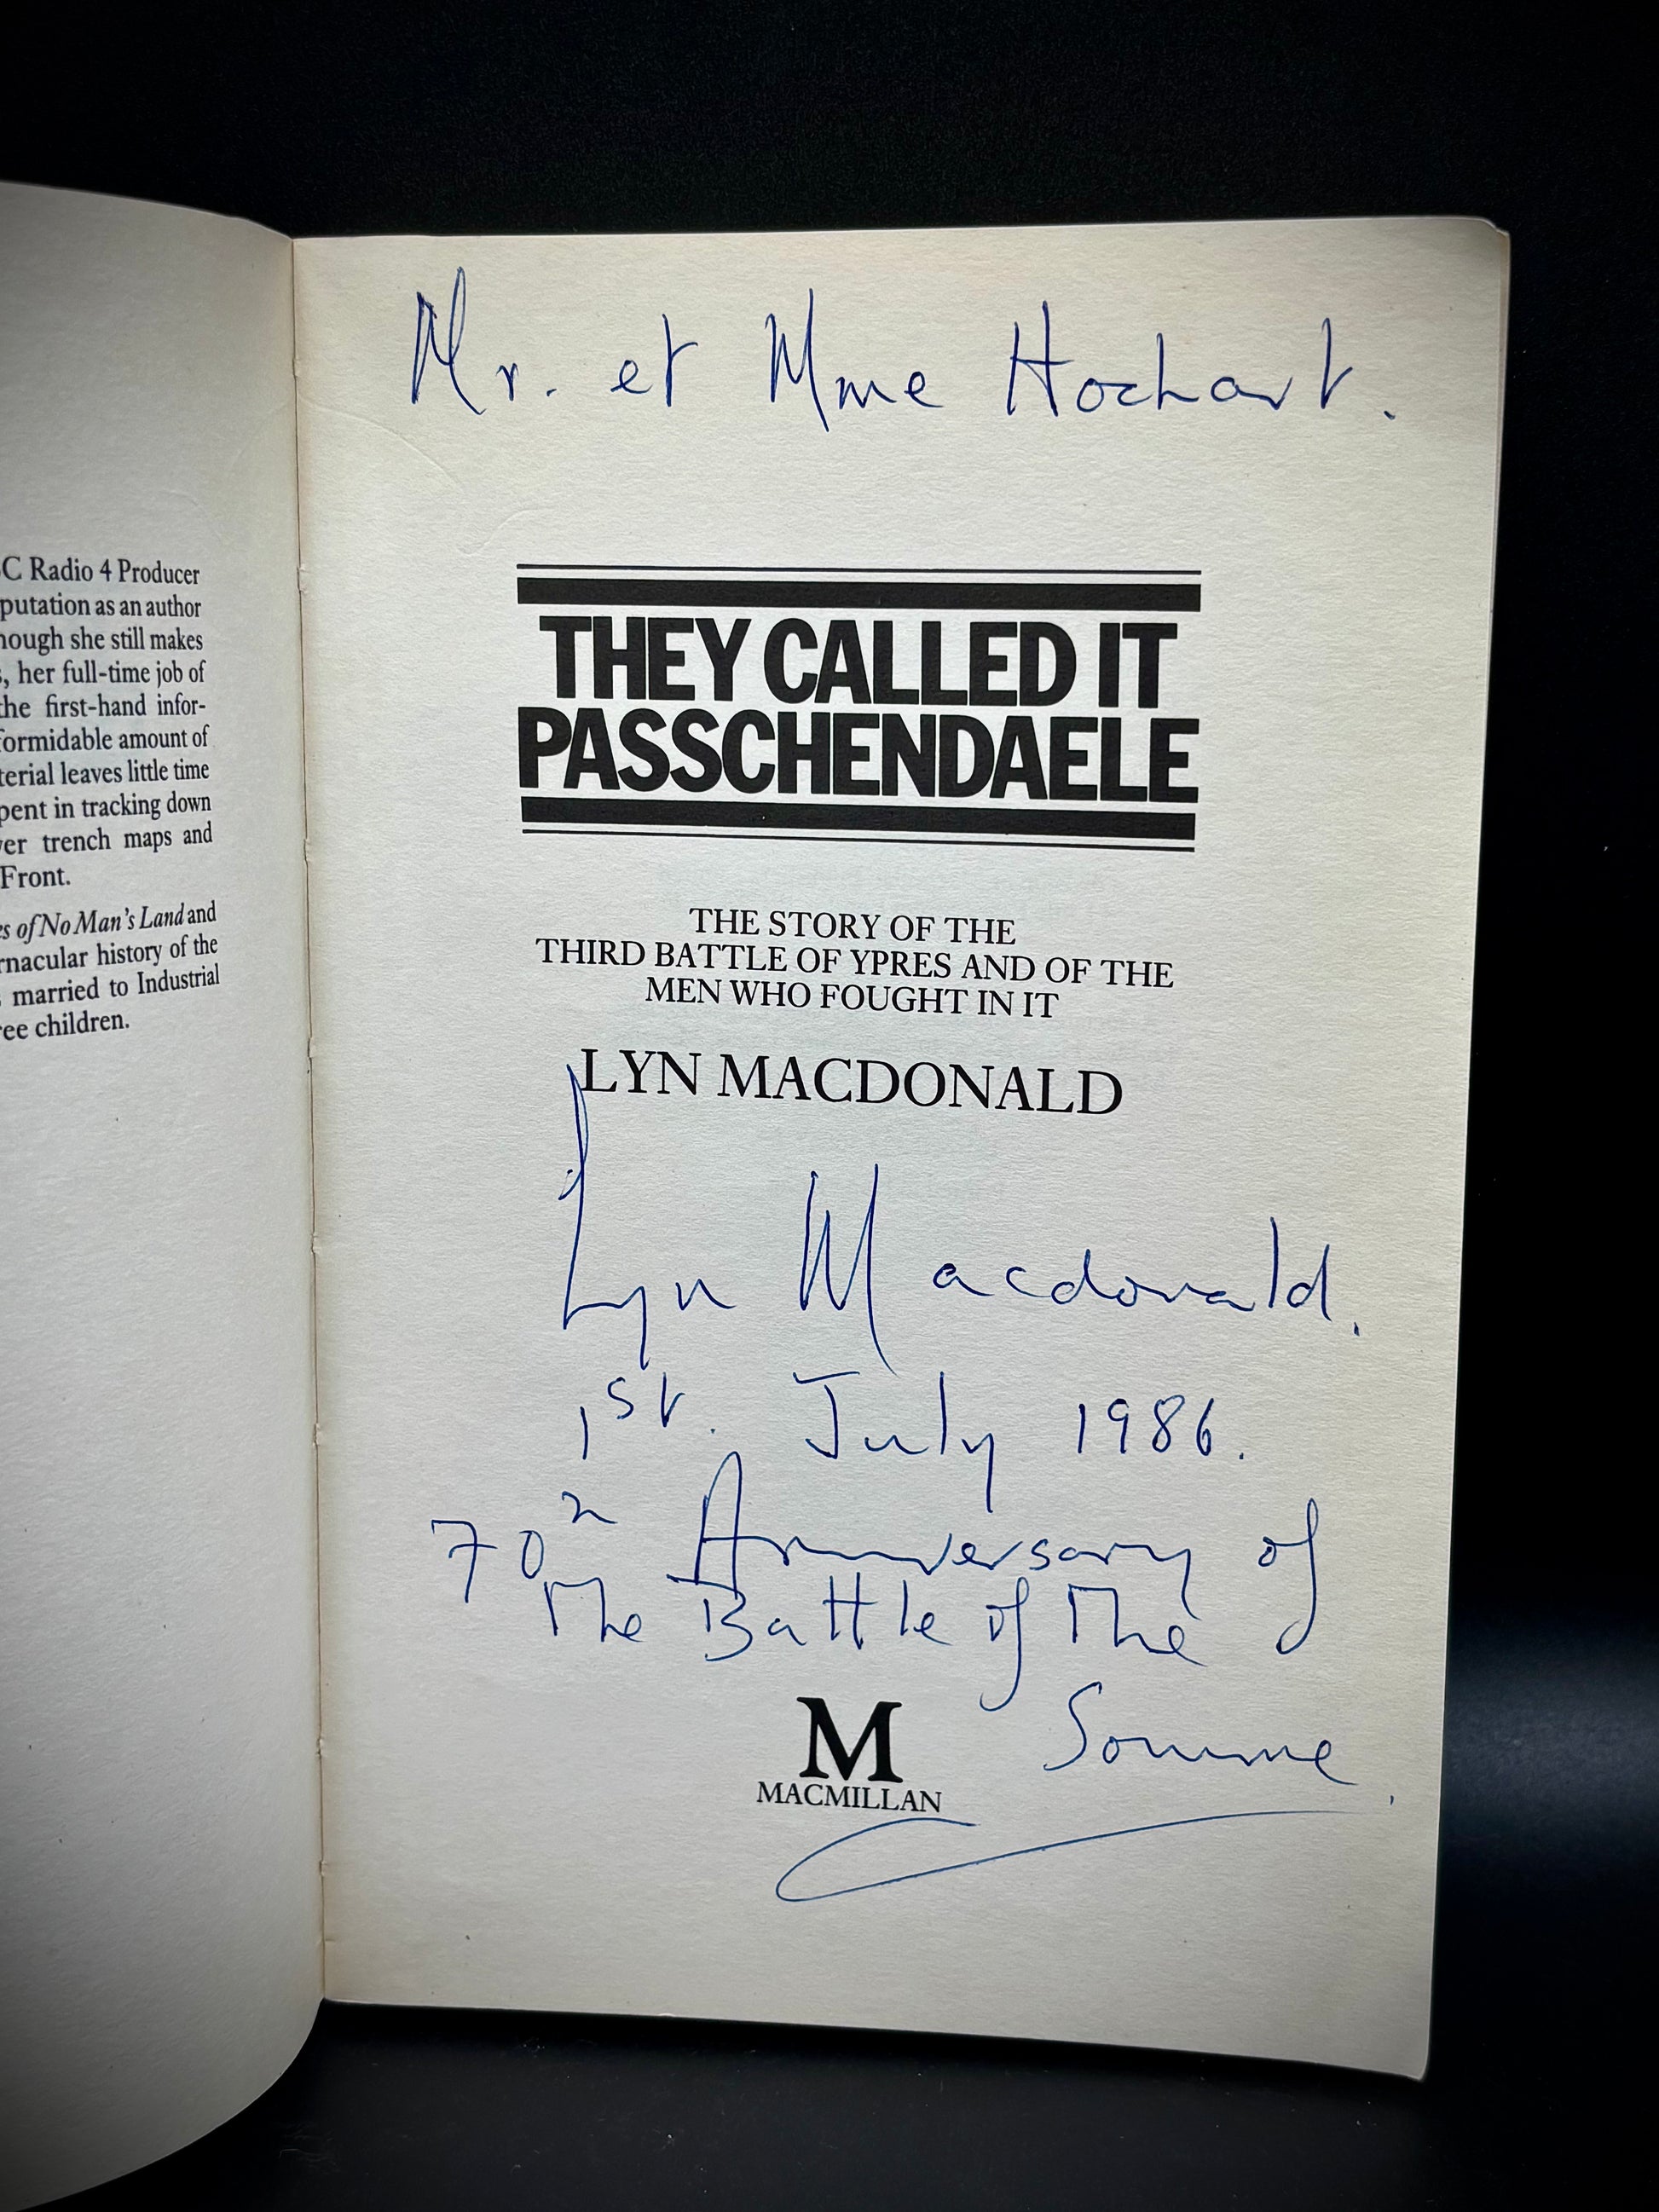 C Radio 4 Producer
putation as an author
hough she still makes
s, her full-time job of
the first-hand infor-
formidable amount of
terial leaves little time
pent in tracking down
ver trench maps and
Front.
es of No Man's Land and
rnacular history of the
married to Industrial
ree children.
Mr. et Mme Hochart.
THEY CALLED IT
PASSCHENDAELE
THE STORY OF THE
THIRD BATTLE OF YPRES AND OF THE
MEN WHO FOUGHT IN IT
LYN MACDONALD
Lyn Macdonald.
1st. July 1986.
70th Anniversary of
The Battle of The
Somme.
M
MACMILLAN